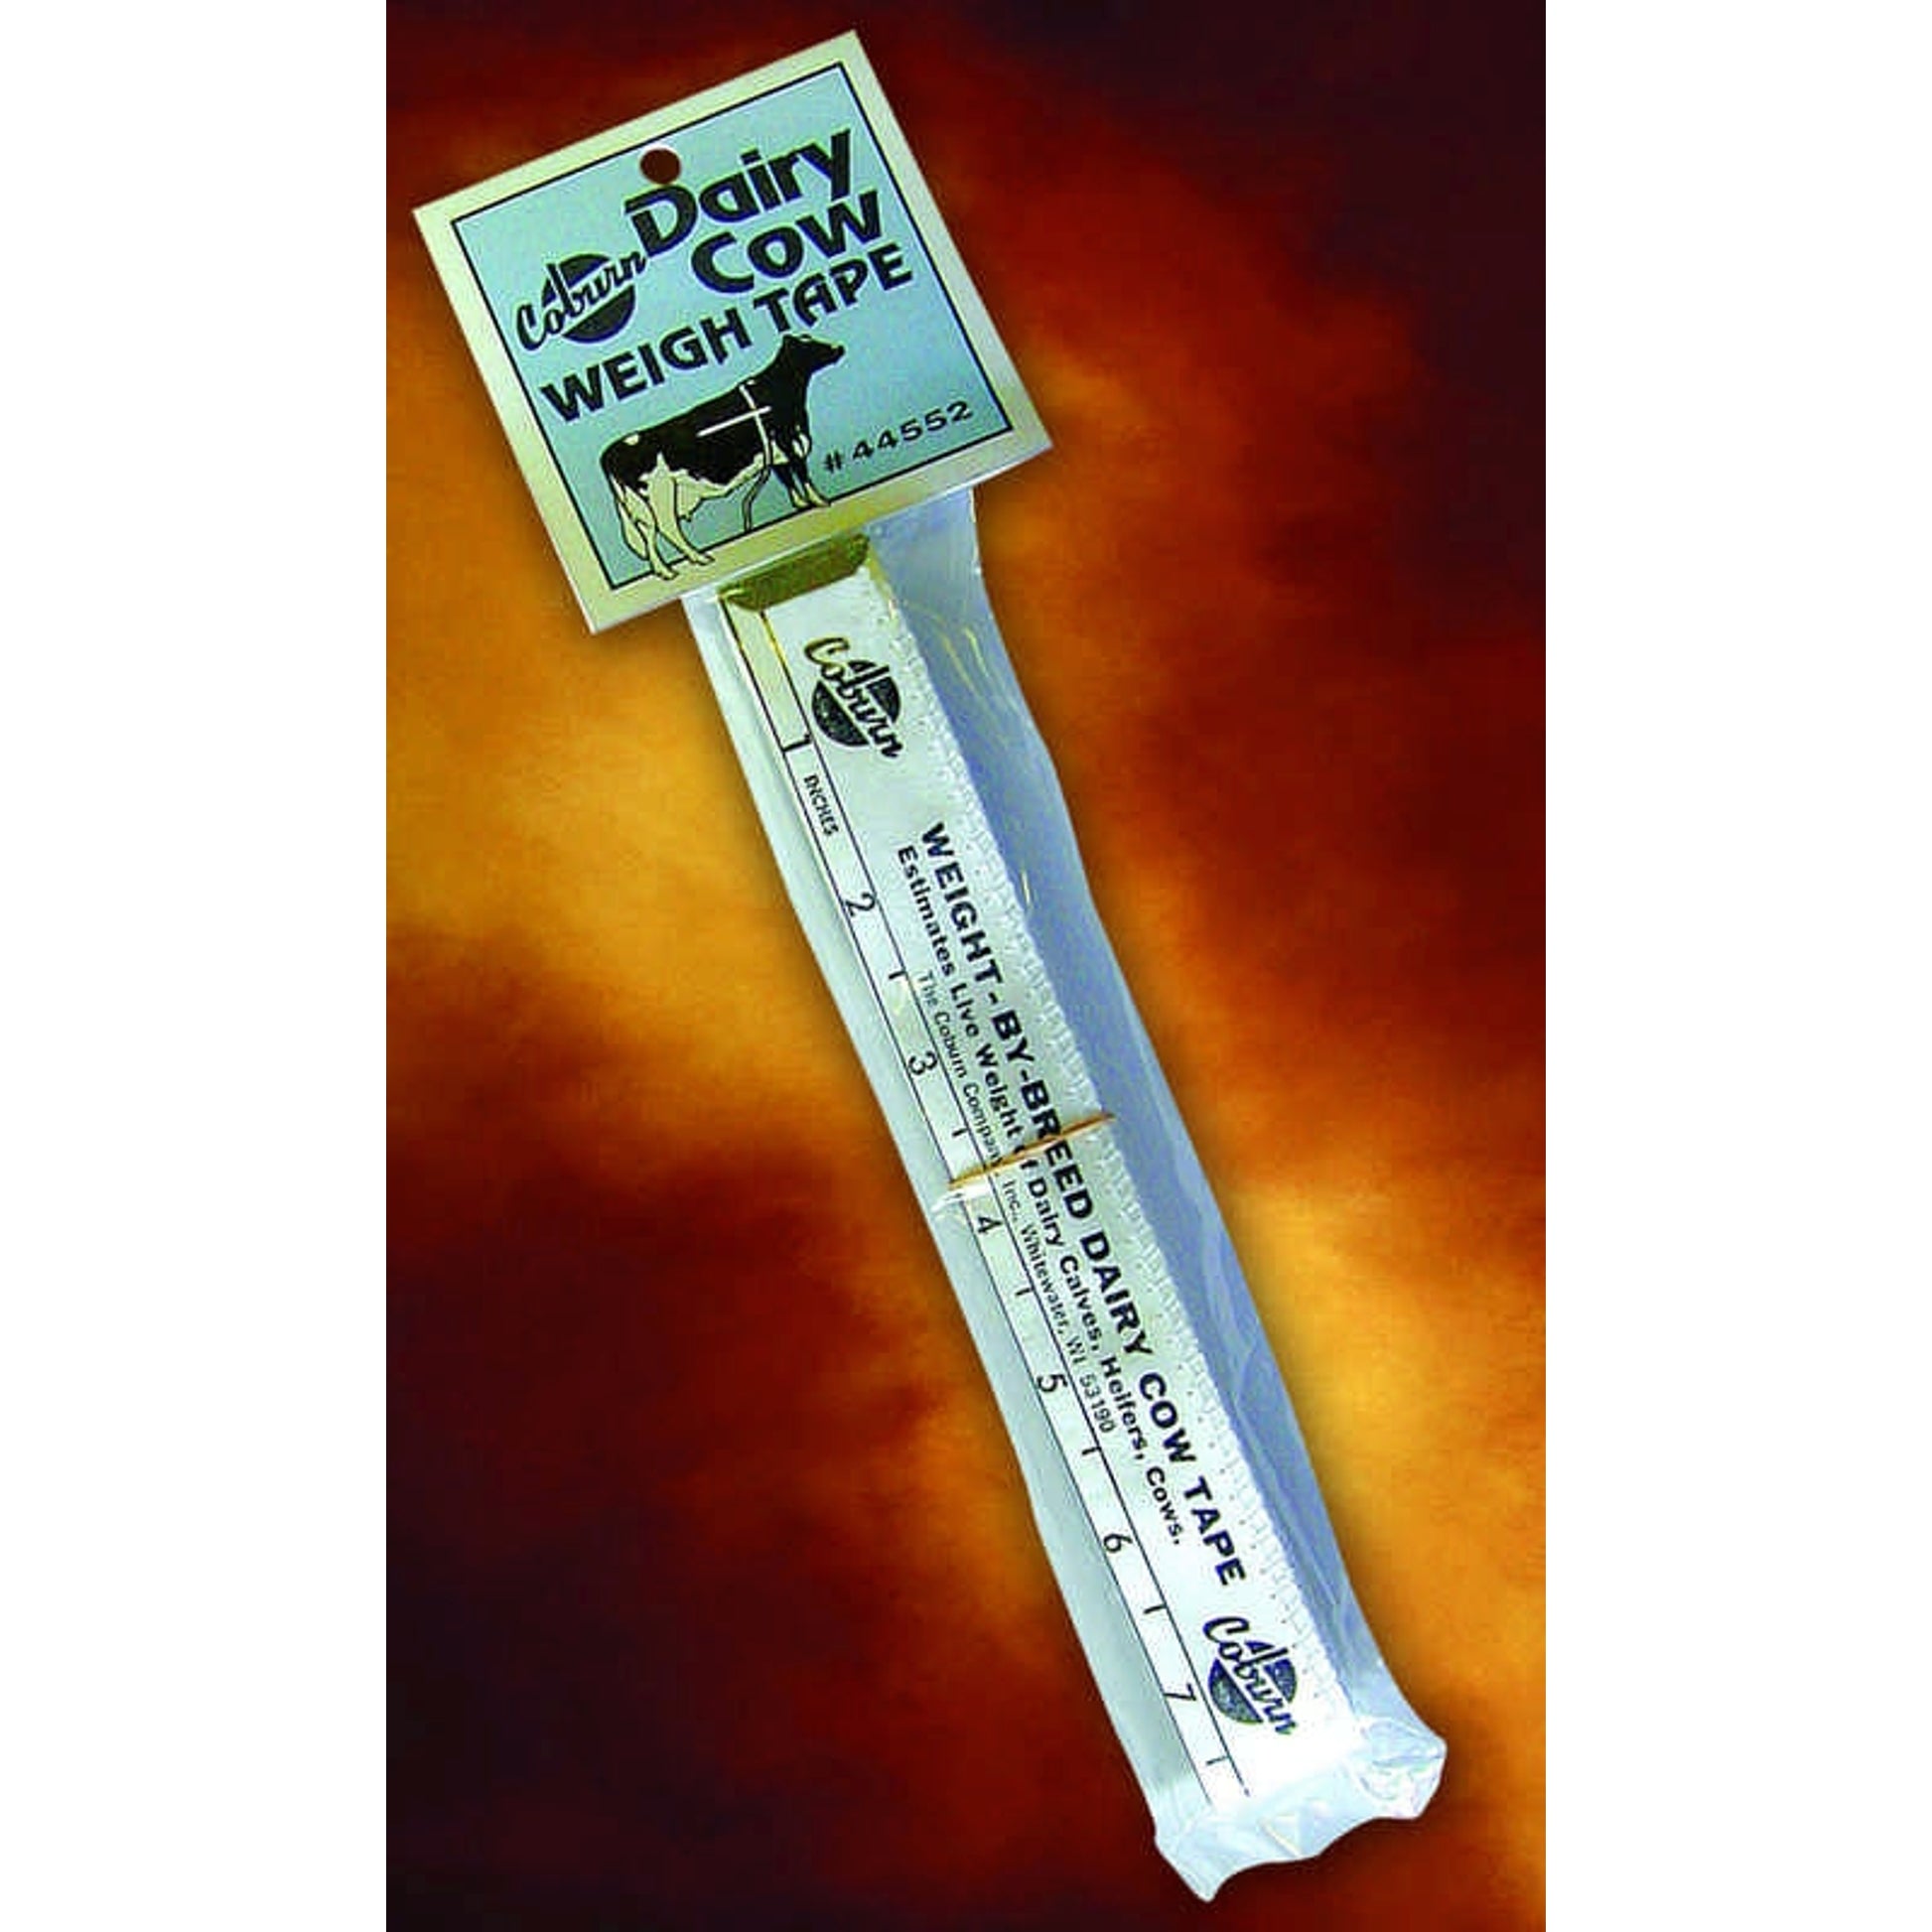 Dairy
Cow
Coburn
WEIGH TAPE
#44552
Coburn
WEIGHT-BY-BREED DAIRY COW TAPE
Estimates Live Weight of Dairy Calves, Heifers, Cows.
The Coburn Company, Inc., Whitewater, WI 53190
Coburn
1 INCHES 2 3 4 5 6 7